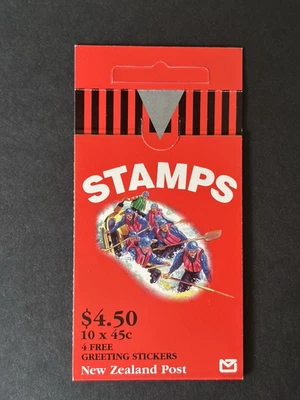 STAMPS
$4.50
10 x 45c
4 FREE
GREETING STICKERS
New Zealand Post